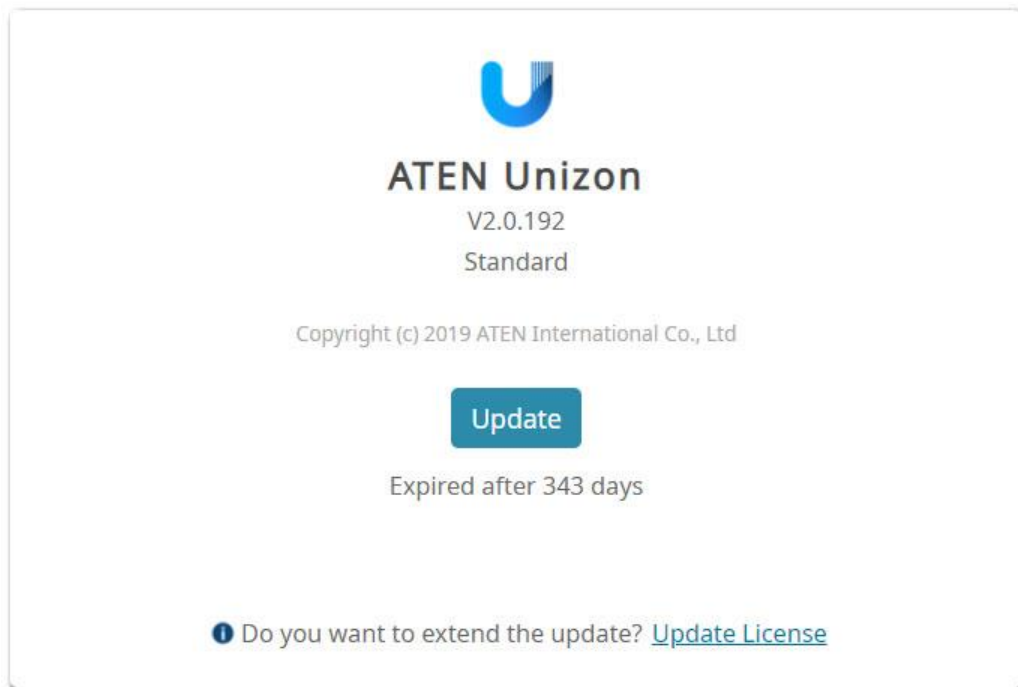 ATEN Unizon
V2.0.192
Standard
Copyright (c) 2019 ATEN International Co., Ltd
Update
Expired after 343 days
Do you want to extend the update? Update License